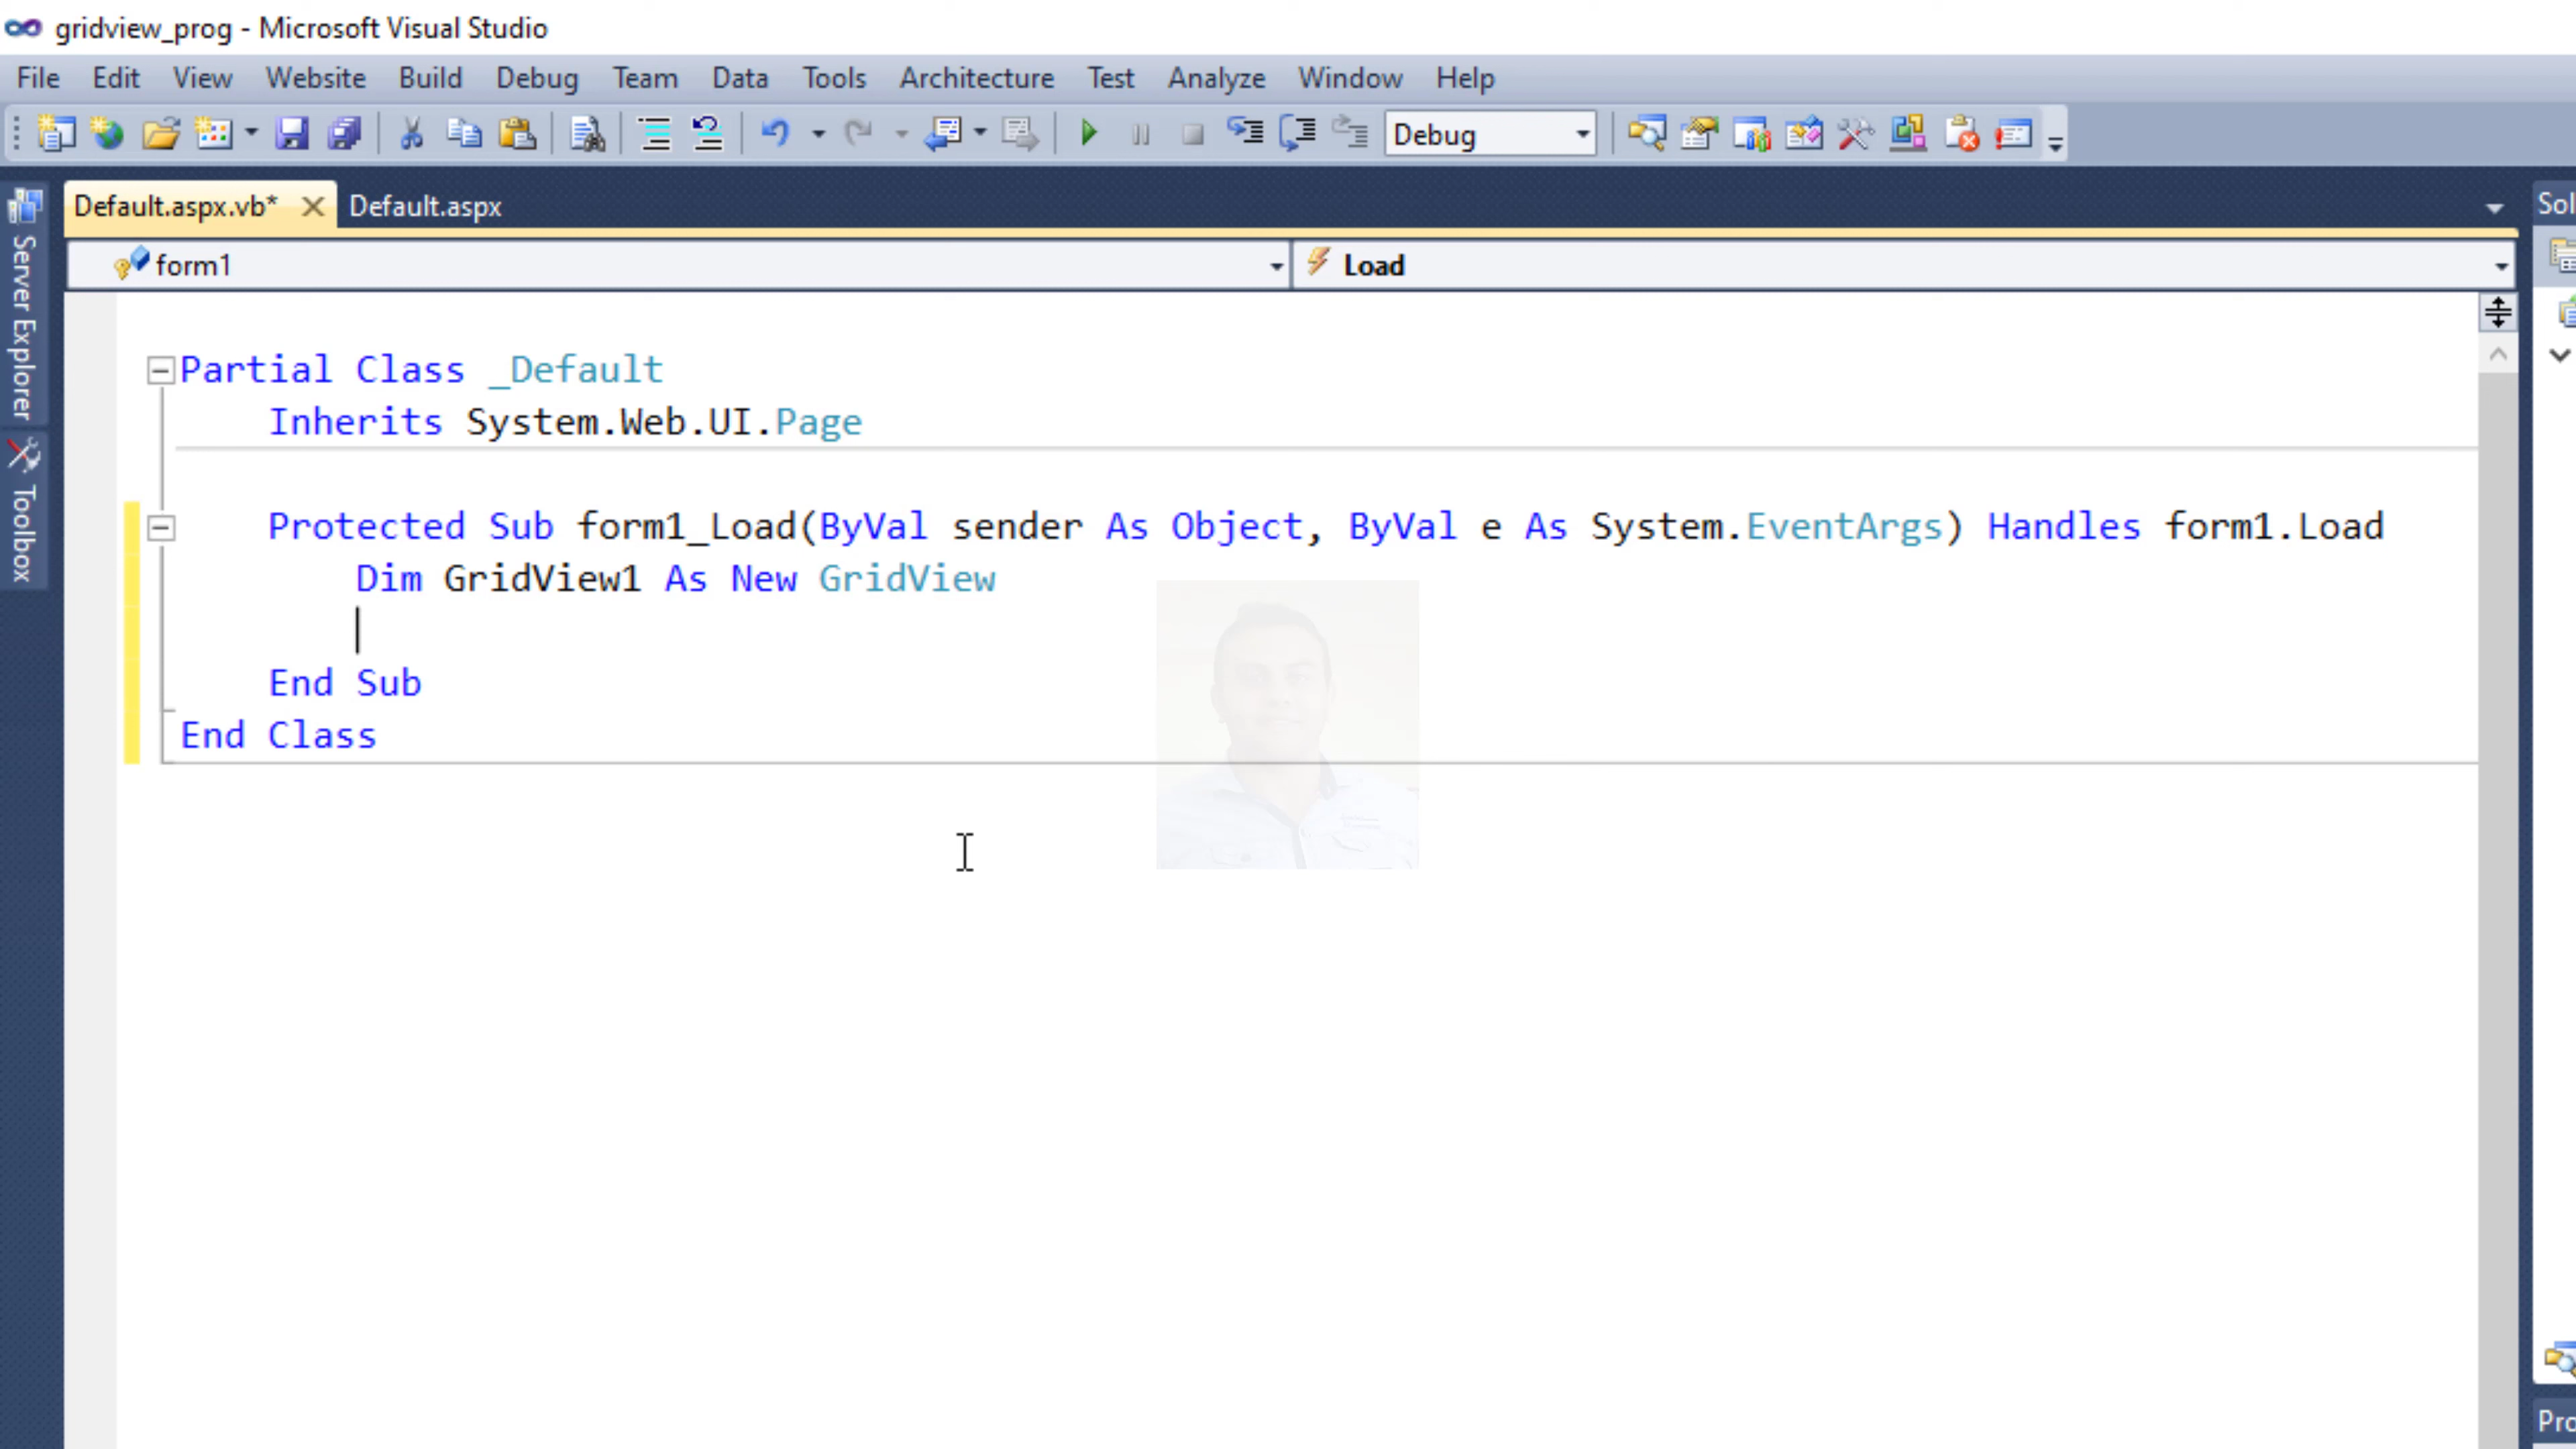 gridview_prog - Microsoft Visual Studio
File Edit View Website Build Debug Team Data Tools Architecture Test Analyze Window Help
Debug
Default.aspx.vb* Default.aspx
Sol
form1 Load
Server Explorer
Toolbox
Partial Class _Default
Inherits System.Web.UI.Page
Protected Sub form1_Load(ByVal sender As Object, ByVal e As System.EventArgs) Handles form1.Load
Dim GridView1 As New GridView
End Sub
End Class
Pro